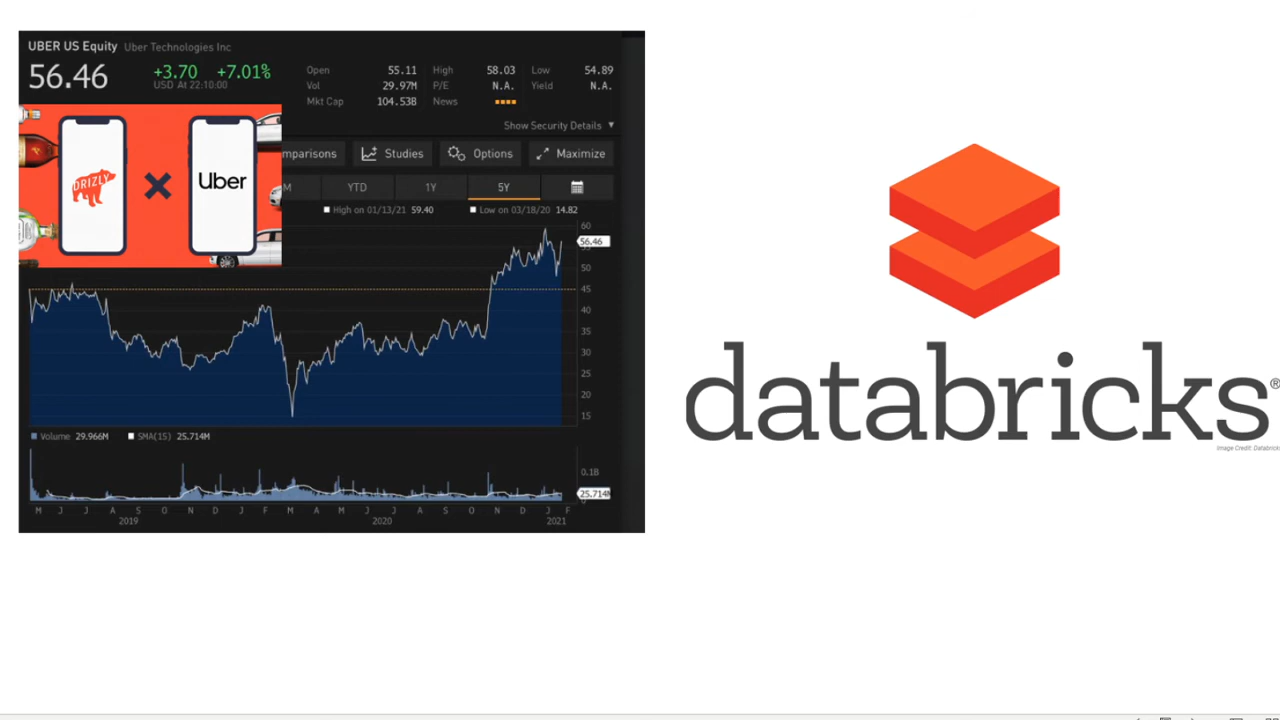 UBER US Equity Uber Technologies Inc
56.46 +3.70 +7.01%
USD At 22:10:00
Open 55.11 High 58.03 Low 54.89
Vol 29.97M P/E N.A. Yield N.A.
Mkt Cap 104.53B News
Show Security Details
mparisons Studies Options Maximize
M YTD 1Y 5Y
High on 01/13/21 59.40 Low on 03/18/20 14.82
DRIZLY
Uber
60
56.46
50
45
40
35
30
25
20
15
Volume 29.966M SMA(15) 25.714M
0.1B
25.714M
0
M J J A S O N D J F M A M J J A S O N D J F
2019 2020 2021
databricks®
Image Credit: Databricks